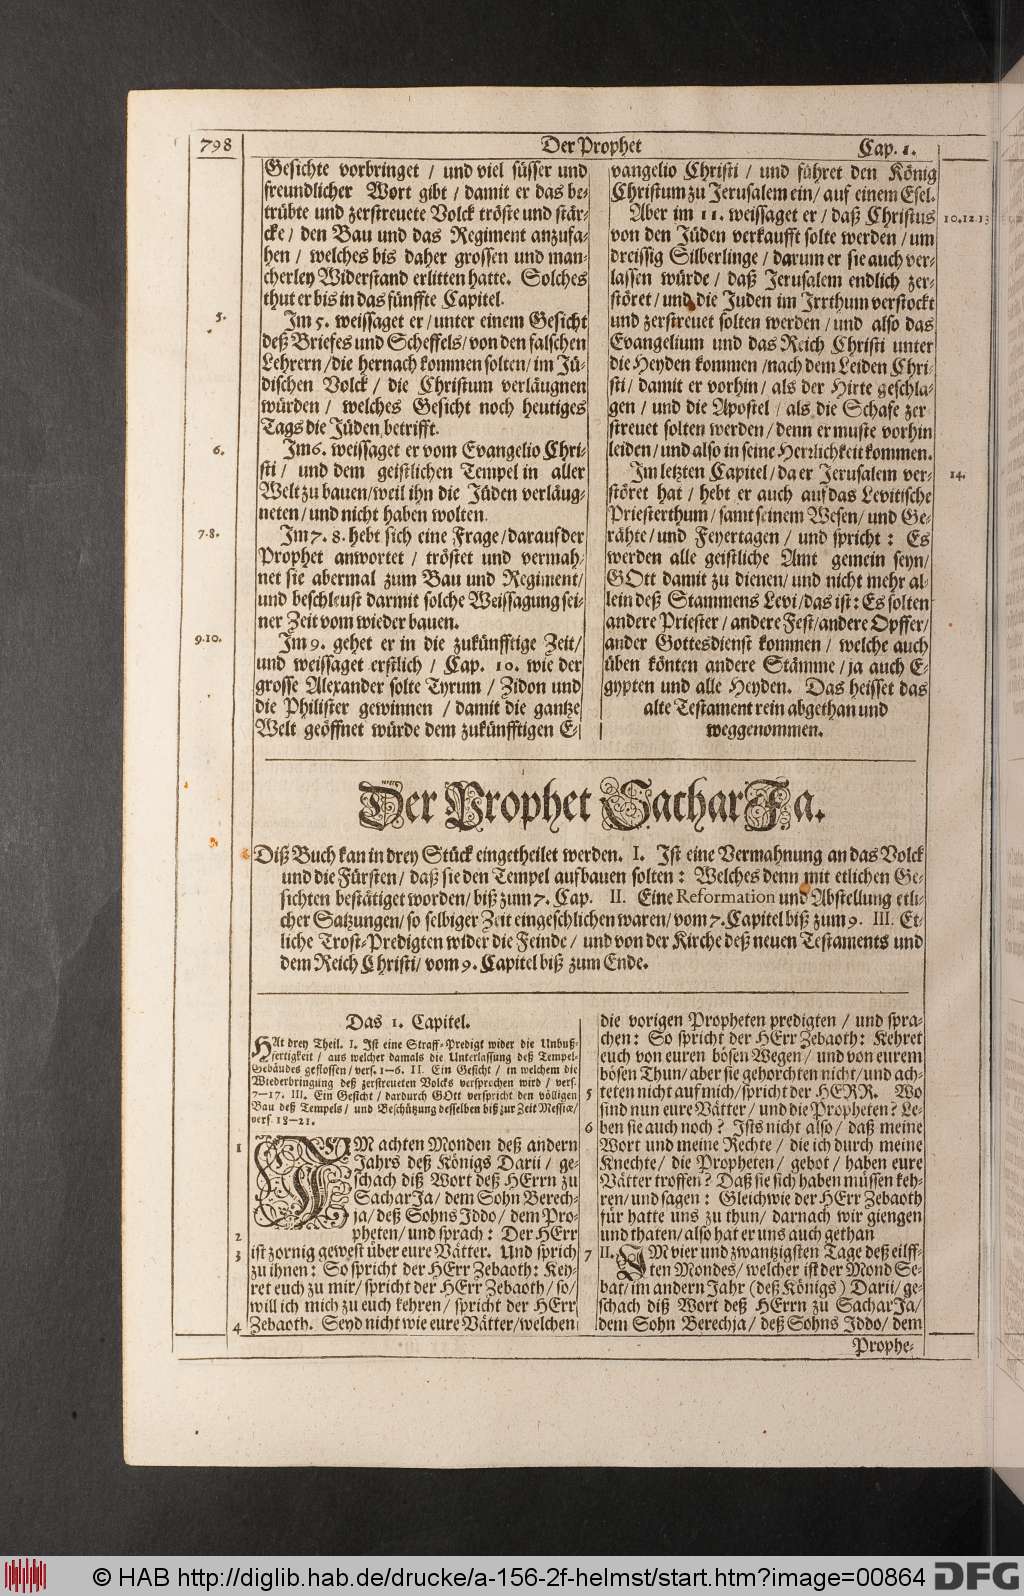 798
Der Prophet
Cap. 1.
Gesichte vorbringet / und viel süsser und
freundlicher Wort gibt / damit er das be-
trübte und zerstreuete Volck tröste und stär-
cke / den Bau und das Regiment anzufa-
hen / welches bis daher grossen und man-
cherley Widerstand erlitten hatte. Solches
thut er bis in das fünffte Capitel.
5.
Im 5. weissaget er / unter einem Gesicht
deß Briefes und Scheffels / von den falschen
Lehrern / die hernach kommen solten / im Jü-
dischen Volck / die Christum verläugnen
würden / welches Gesicht noch heutiges
Tags die Jüden betrifft.
6.
Im 6. weissaget er vom Evangelio Chri-
sti / und dem geistlichen Tempel in aller
Welt zu bauen / weil ihn die Jüden verläug-
neten / und nicht haben wolten.
7.8.
Im 7. 8. hebt sich eine Frage / darauf der
Prophet anwortet / tröstet und vermah-
net sie abermal zum Bau und Regiment /
und beschleust darmit solche Weissagung sei-
ner Zeit vom wieder bauen.
9.10.
Im 9. gehet er in die zukünfftige Zeit /
und weissaget erstlich / Cap. 10. wie der
grosse Alexander solte Tyrum / Zidon und
die Philister gewinnen / damit die gantze
Welt geöffnet würde dem zukünfftigen E-
vangelio Christi / und führet den König
Christum zu Jerusalem ein / auf einem Esel.
Aber im 11. weissaget er / daß Christus
10.12.13
von den Jüden verkaufft solte werden / um
dreissig Silberlinge / darum er sie auch ver-
lassen würde / daß Jerusalem endlich zer-
störet / und die Juden im Irrthum verstockt
und zerstreuet solten werden / und also das
Evangelium und das Reich Christi unter
die Heyden kommen / nach dem Leiden Chri-
sti / damit er vorhin / als der Hirte geschla-
gen / und die Apostel / als die Schafe zer
streuet solten werden / denn er muste vorhin
leiden / und also in seine Herrlichkeit kommen.
Im letzten Capitel / da er Jerusalem ver-
14.
störet hat / hebt er auch auf das Levitische
Priesterthum / samt seinem Wesen / und Ge-
rähte / und Feyertagen / und spricht : Es
werden alle geistliche Amt gemein seyn /
GOtt damit zu dienen / und nicht mehr al-
lein deß Stammens Levi / das ist : Es solten
andere Priester / andere Fest / andere Opffer /
ander Gottesdienst kommen / welche auch
üben könten andere Stämme / ja auch E-
gypten und alle Heyden. Das heisset das
alte Testament rein abgethan und
weggenommen.
Der Prophet SacharJa.
Diß Buch kan in drey Stück eingetheilet werden. I. Ist eine Vermahnung an das Volck
und die Fürsten / daß sie den Tempel aufbauen solten : Welches denn mit etlichen Ge-
sichten bestätiget worden / biß zum 7. Cap. II. Eine Reformation und Abstellung etli-
cher Satzungen / so selbiger Zeit eingeschlichen waren / vom 7. Capitel biß zum 9. III. Et-
liche Trost-Predigten wider die Feinde / und von der Kirche deß neuen Testaments und
dem Reich Christi / vom 9. Capitel biß zum Ende.
Das 1. Capitel.
HAt drey Theil. I. Ist eine Straff-Predigt wider die Unbuß-
fertigkeit / aus welcher damals die Unterlassung deß Tempel-
Gebäudes geflossen / vers. 1–6. II. Ein Gesicht / in welchem die
Wiederbringung deß zerstreueten Volcks versprochen wird / vers.
7–17. III. Ein Gesicht / dardurch GOtt verspricht den völligen
Bau deß Tempels / und Beschützung desselben biß zur Zeit Messiæ /
vers. 18–21.
1
IM achten Monden deß andern
Jahrs deß Königs Darii / ge-
schach diß Wort deß HErrn zu
SacharJa / dem Sohn Berech-
ja / deß Sohns Iddo / dem Pro-
2
pheten / und sprach : Der HErr
3
ist zornig gewest über eure Vätter. Und sprich
zu ihnen : So spricht der HErr Zebaoth: Keh-
ret euch zu mir / spricht der HErr Zebaoth / so /
will ich mich zu euch kehren / spricht der HErr
4
Zebaoth. Seyd nicht wie eure Vätter / welchen
die vorigen Propheten predigten / und spra-
chen: So spricht der HErr Zebaoth: Kehret
euch von euren bösen Wegen / und von eurem
bösen Thun / aber sie gehorchten nicht / und ach-
5
teten nicht auf mich / spricht der HERR. Wo
sind nun eure Vätter / und die Propheten? Le-
6
ben sie auch noch? Ists nicht also / daß meine
Wort und meine Rechte / die ich durch meine
Knechte / die Propheten / gebot / haben eure
Vätter troffen? Daß sie sich haben müssen keh-
ren / und sagen: Gleichwie der HErr Zebaoth
für hatte uns zu thun / darnach wir giengen
und thaten / also hat er uns auch gethan
7
II. IM vier und zwantzigsten Tage deß eilff-
ten Mondes / welcher ist der Mond Se-
bat / im andern Jahr (deß Königs) Darii / ge-
schach diß Wort deß HErrn zu SacharJa /
dem Sohn Berechja / deß Sohns Iddo / dem
Prophe-
© HAB http://diglib.hab.de/drucke/a-156-2f-helmst/start.htm?image=00864
DFG